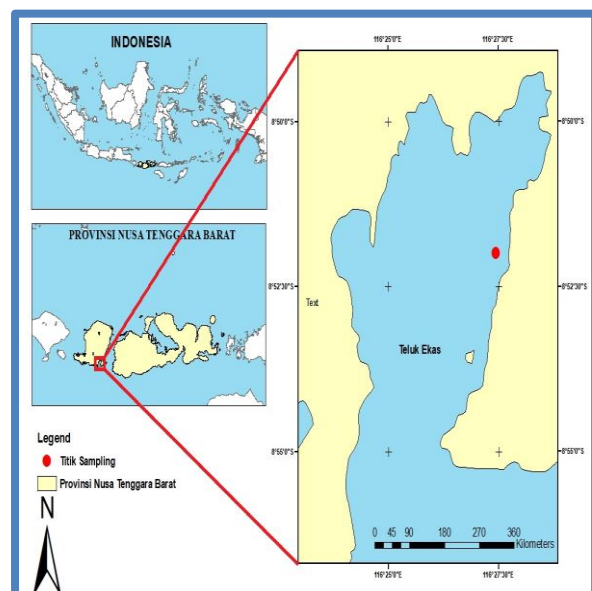 INDONESIA
PROVINSI NUSA TENGGARA BARAT
Legend
Titik Sampling
Provinsi Nusa Tenggara Barat
N
116°25'0"E
116°27'30"E
8°50'0"S
8°50'0"S
8°52'30"S
8°52'30"S
Text
Teluk Ekas
8°55'0"S
8°55'0"S
0 45 90 180 270 360
Kilometers
116°25'0"E
116°27'30"E